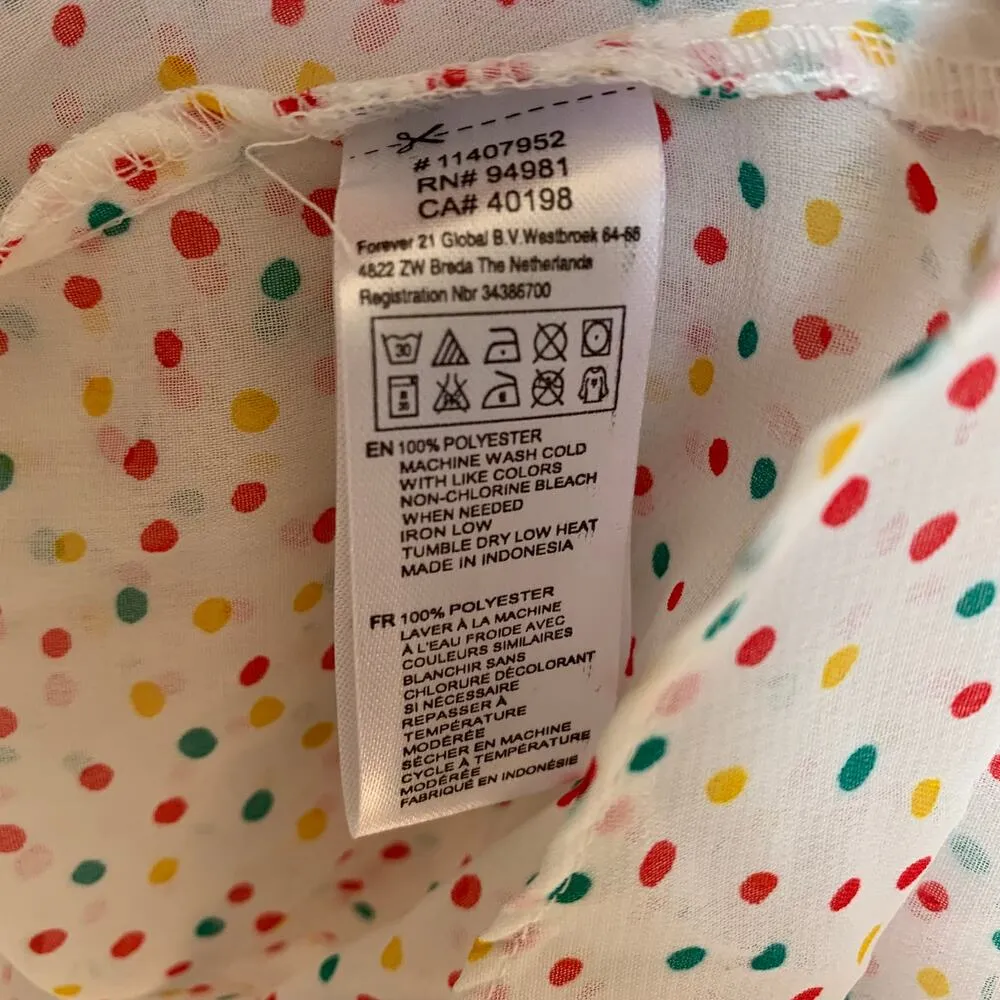 # 11407952
RN# 94981
CA# 40198
Forever 21 Global B.V.Westbroek 64-66
4822 ZW Breda The Netherlands
Registration Nbr 34386700
30
30
EN 100% POLYESTER
MACHINE WASH COLD
WITH LIKE COLORS
NON-CHLORINE BLEACH
WHEN NEEDED
IRON LOW
TUMBLE DRY LOW HEAT
MADE IN INDONESIA
FR 100% POLYESTER
LAVER À LA MACHINE
À L'EAU FROIDE AVEC
COULEURS SIMILAIRES
BLANCHIR SANS
CHLORURE DÉCOLORANT
SI NÉCESSAIRE
REPASSER À
TEMPÉRATURE
MODÉRÉE
SÉCHER EN MACHINE
CYCLE À TEMPÉRATURE
MODÉRÉE
FABRIQUÉ EN INDONÉSIE